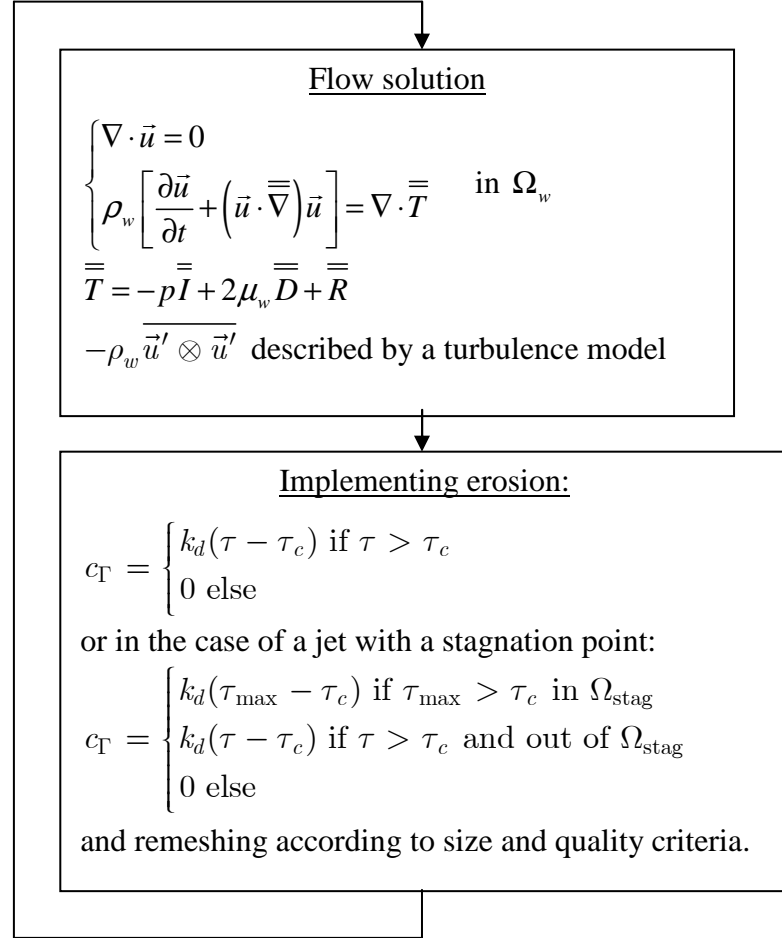 Flow solution
∇ · u⃗ = 0
ρ_w [ ∂u⃗/∂t + ( u⃗ · ∇̿ ) u⃗ ] = ∇ · T̿ in Ω_w
T̿ = −p I̿ + 2μ_w D̿ + R̿
−ρ_w \overline{u⃗′ ⊗ u⃗′} described by a turbulence model
Implementing erosion:
c_Γ = { k_d(τ − τ_c) if τ > τ_c
0 else
or in the case of a jet with a stagnation point:
k_d(τ_max − τ_c) if τ_max > τ_c in Ω_stag
c_Γ = { k_d(τ − τ_c) if τ > τ_c and out of Ω_stag
0 else
and remeshing according to size and quality criteria.